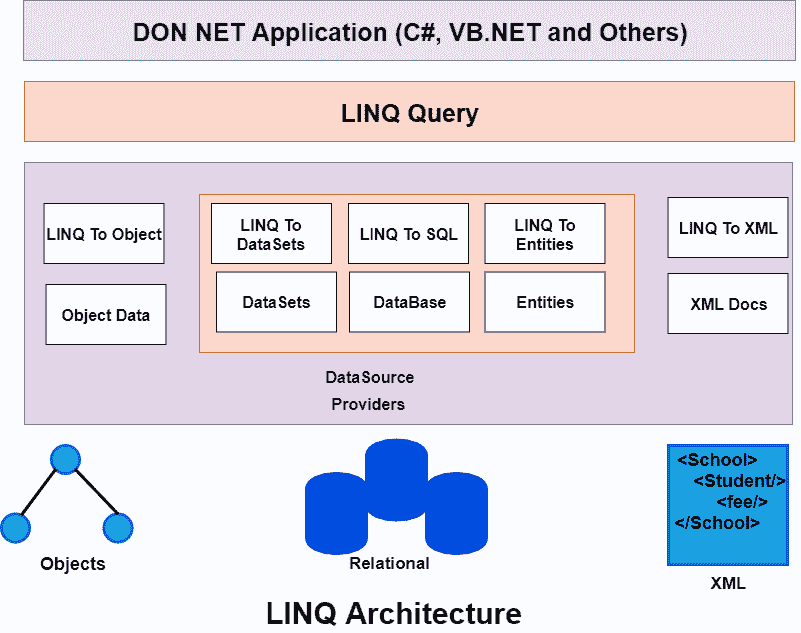 DON NET Application (C#, VB.NET and Others)
LINQ Query
LINQ To Object
LINQ To
DataSets
LINQ To SQL
LINQ To
Entities
LINQ To XML
Object Data
DataSets
DataBase
Entities
XML Docs
DataSource
Providers
<School>
<Student/>
<fee/>
</School>
Objects
Relational
XML
LINQ Architecture